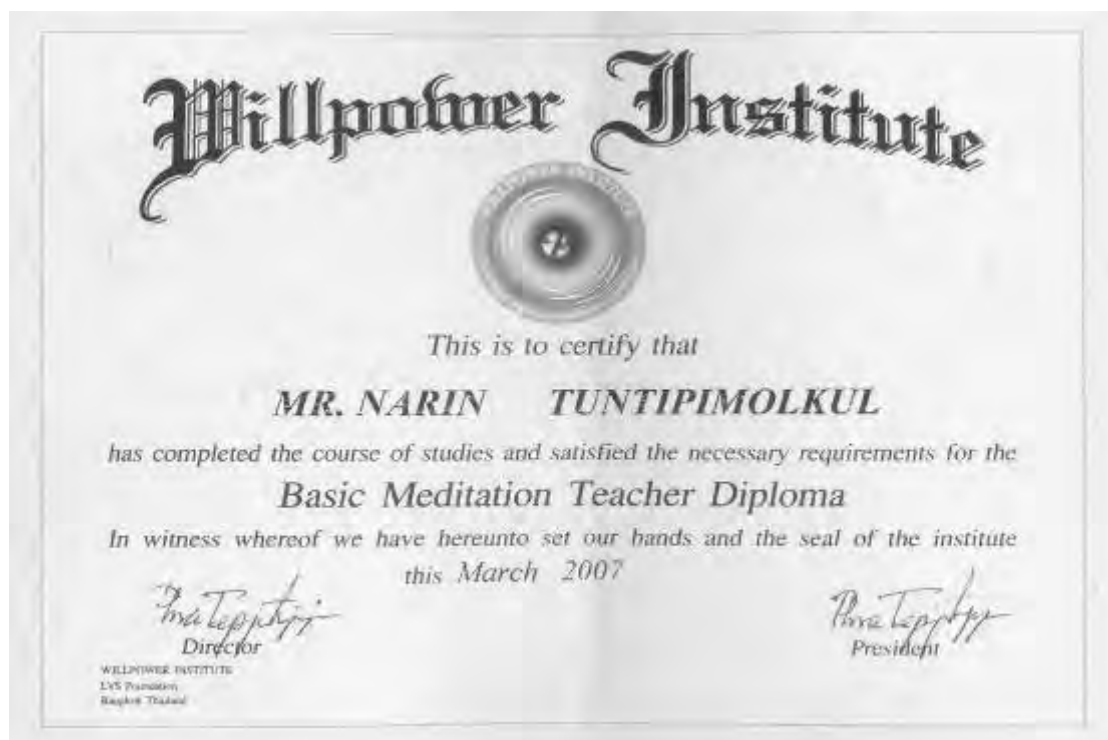 Willpower Institute
This is to certify that
MR. NARIN TUNTIPIMOLKUL
has completed the course of studies and satisfied the necessary requirements for the
Basic Meditation Teacher Diploma
In witness whereof we have hereunto set our hands and the seal of the institute
this March 2007
Director
President
WILLPOWER INSTITUTE
LVS Foundation
Bangkok Thailand